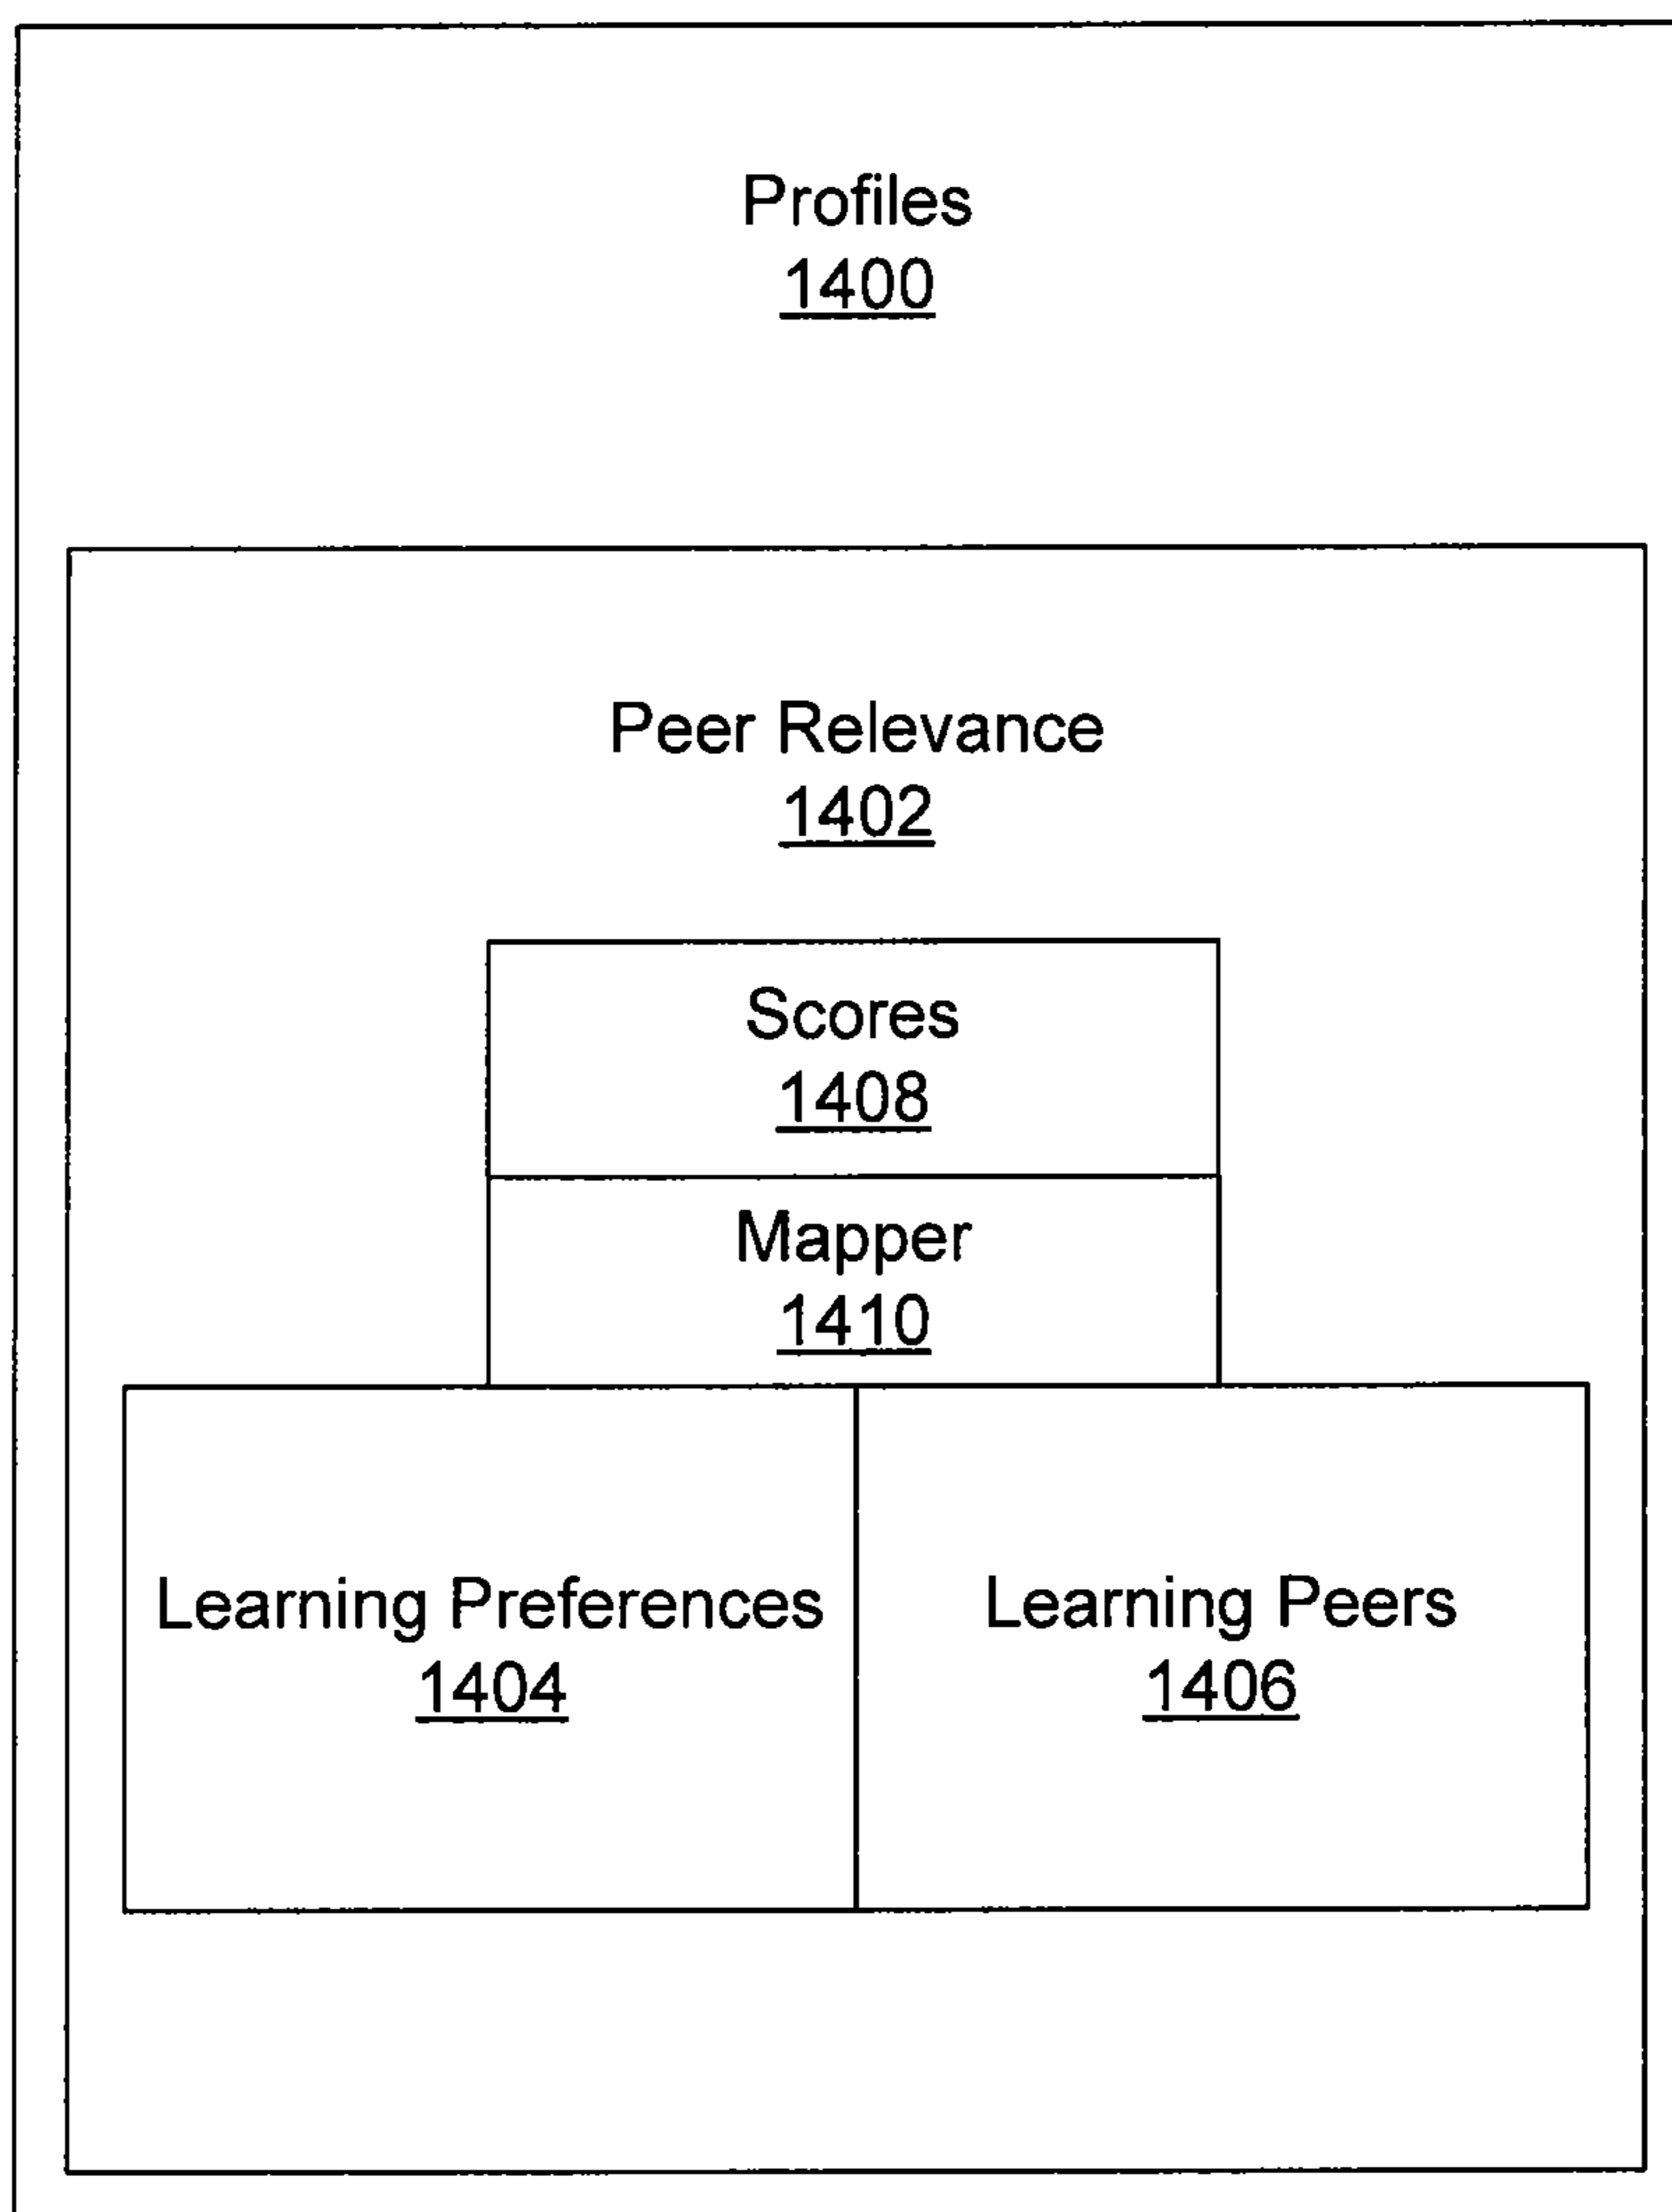 Profiles
1400
Peer Relevance
1402
Scores
1408
Mapper
1410
Learning Preferences
1404
Learning Peers
1406